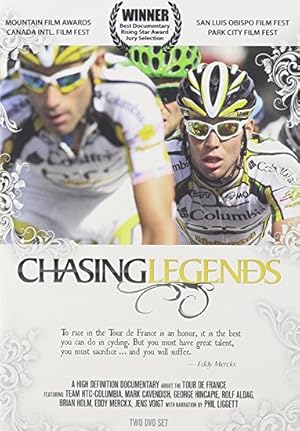 MOUNTAIN FILM AWARDS
CANADA INTL. FILM FEST
WINNER
Best Documentary
Rising Star Award
Jury Selection
SAN LUIS OBISPO FILM FEST
PARK CITY FILM FEST
Columbia
CHASINGLEGENDS
To race in the Tour de France is an honor, it is the best
you can do in cycling. But you must have great talent,
you must sacrifice ... and you will suffer.
— Eddy Merckx
A HIGH DEFINITION DOCUMENTARY ABOUT THE TOUR DE FRANCE
FEATURING TEAM HTC-COLUMBIA, MARK CAVENDISH, GEORGE HINCAPIE, ROLF ALDAG,
BRIAN HOLM, EDDY MERCKX, JENS VOIGT WITH NARRATION BY PHIL LIGGETT
TWO DVD SET